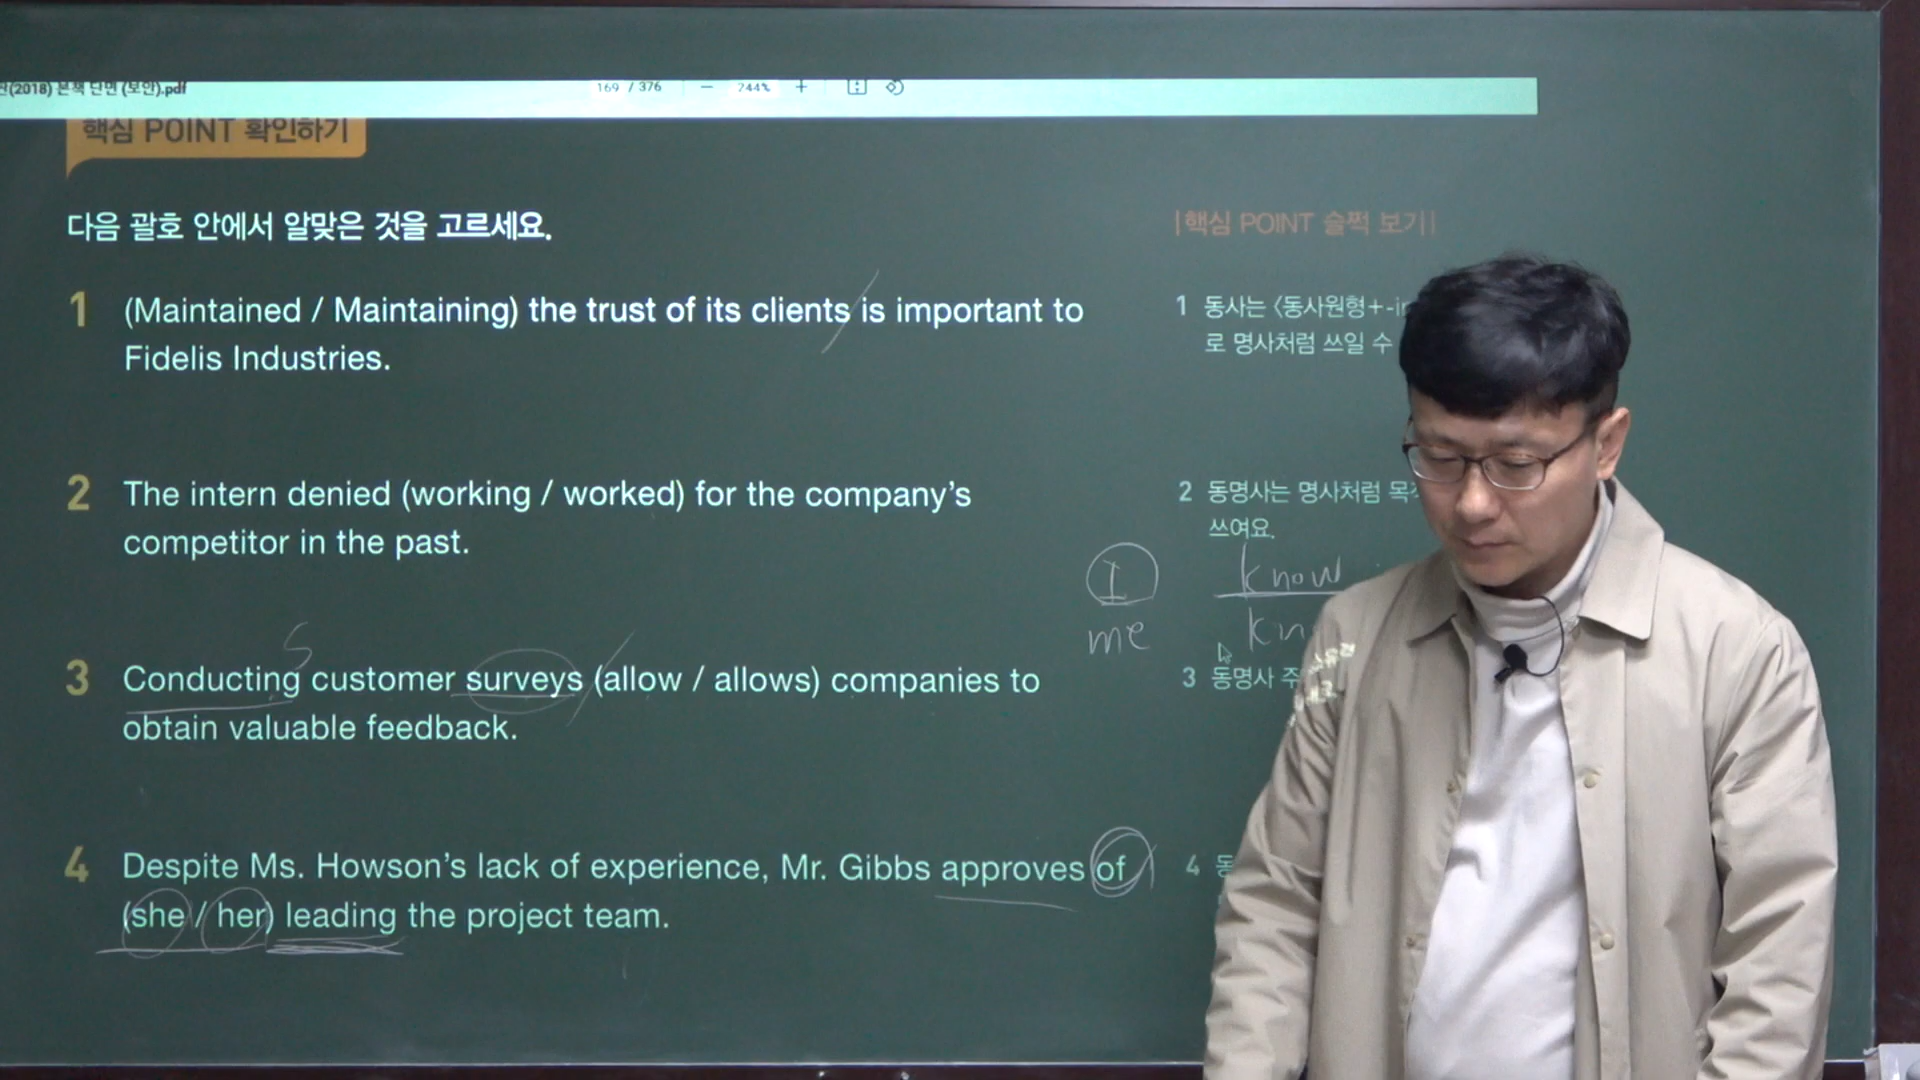 (2018) 본책 단면 (보안).pdf
169 / 376 — 244% +
핵심 POINT 확인하기
다음 괄호 안에서 알맞은 것을 고르세요.
|핵심 POINT 슬쩍 보기|
1 (Maintained / Maintaining) the trust of its clients is important to
Fidelis Industries.
1 동사는 <동사원형+-in
로 명사처럼 쓰일 수
2 The intern denied (working / worked) for the company's
competitor in the past.
2 동명사는 명사처럼 목적
쓰여요.
I know
me kn
S
3 Conducting customer surveys (allow / allows) companies to
obtain valuable feedback.
3 동명사 주
4 Despite Ms. Howson's lack of experience, Mr. Gibbs approves of
(she / her) leading the project team.
4 동